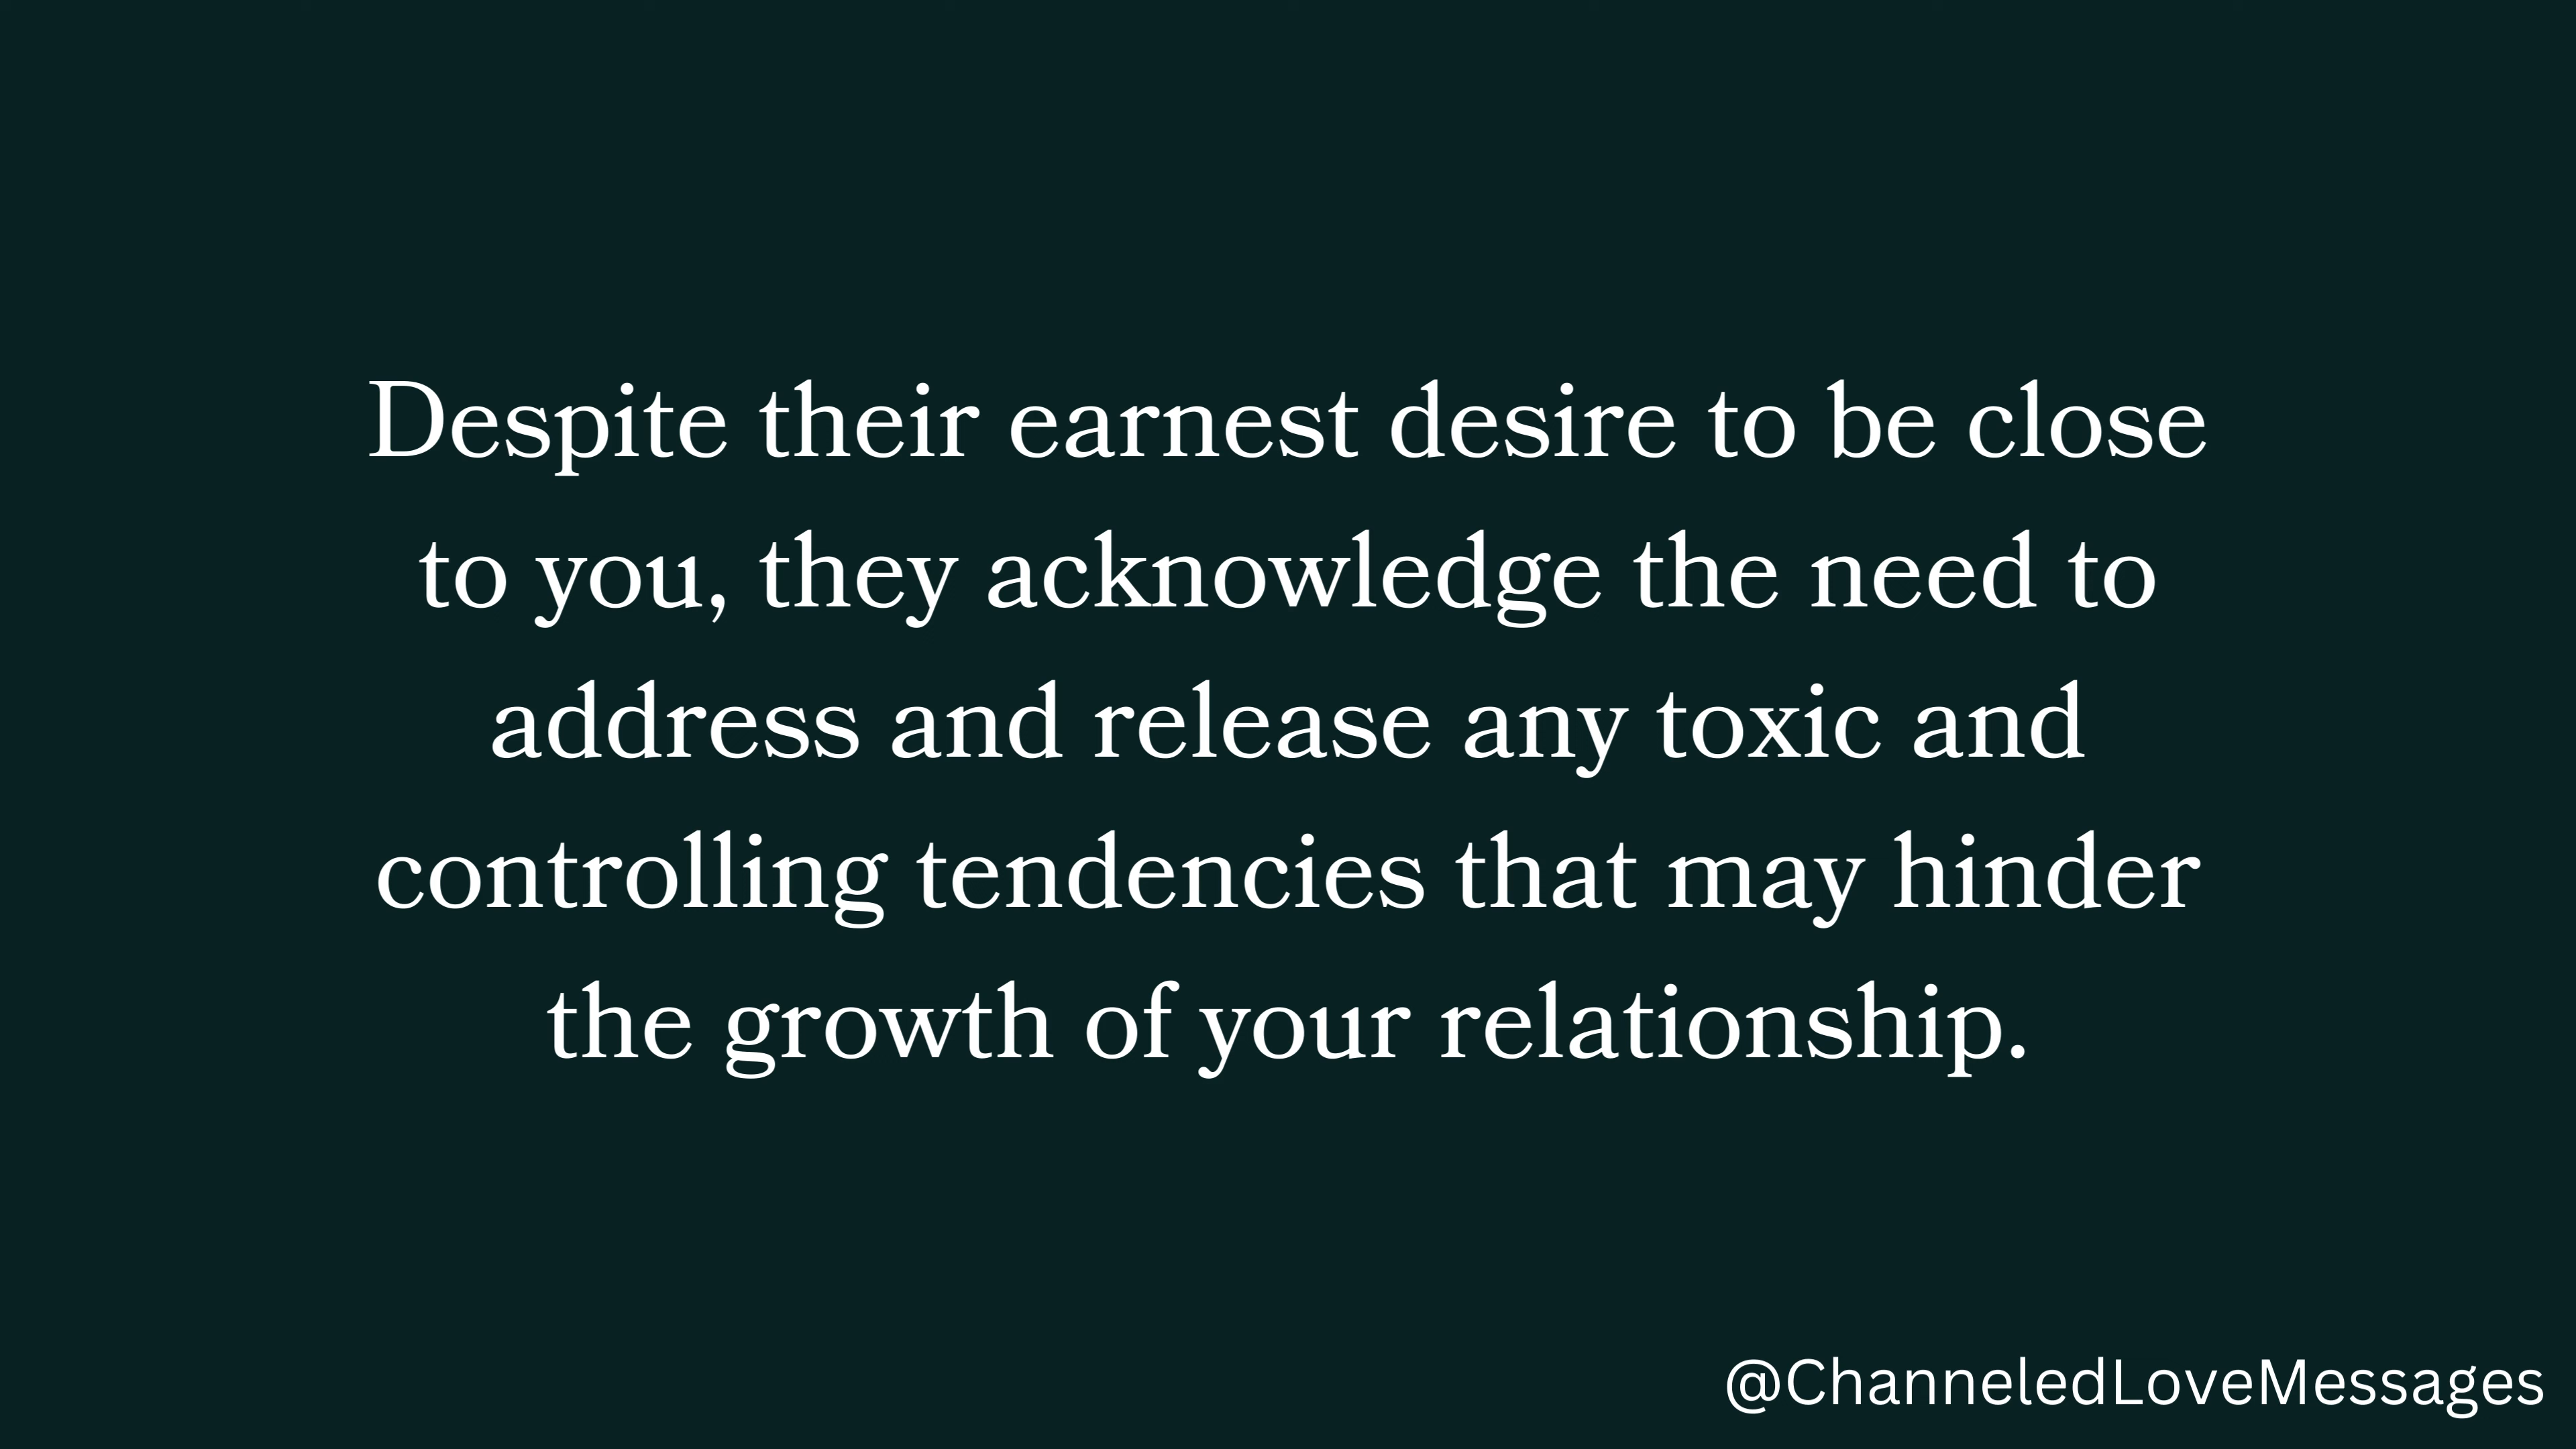 Despite their earnest desire to be close
to you, they acknowledge the need to
address and release any toxic and
controlling tendencies that may hinder
the growth of your relationship.
@ChanneledLoveMessages